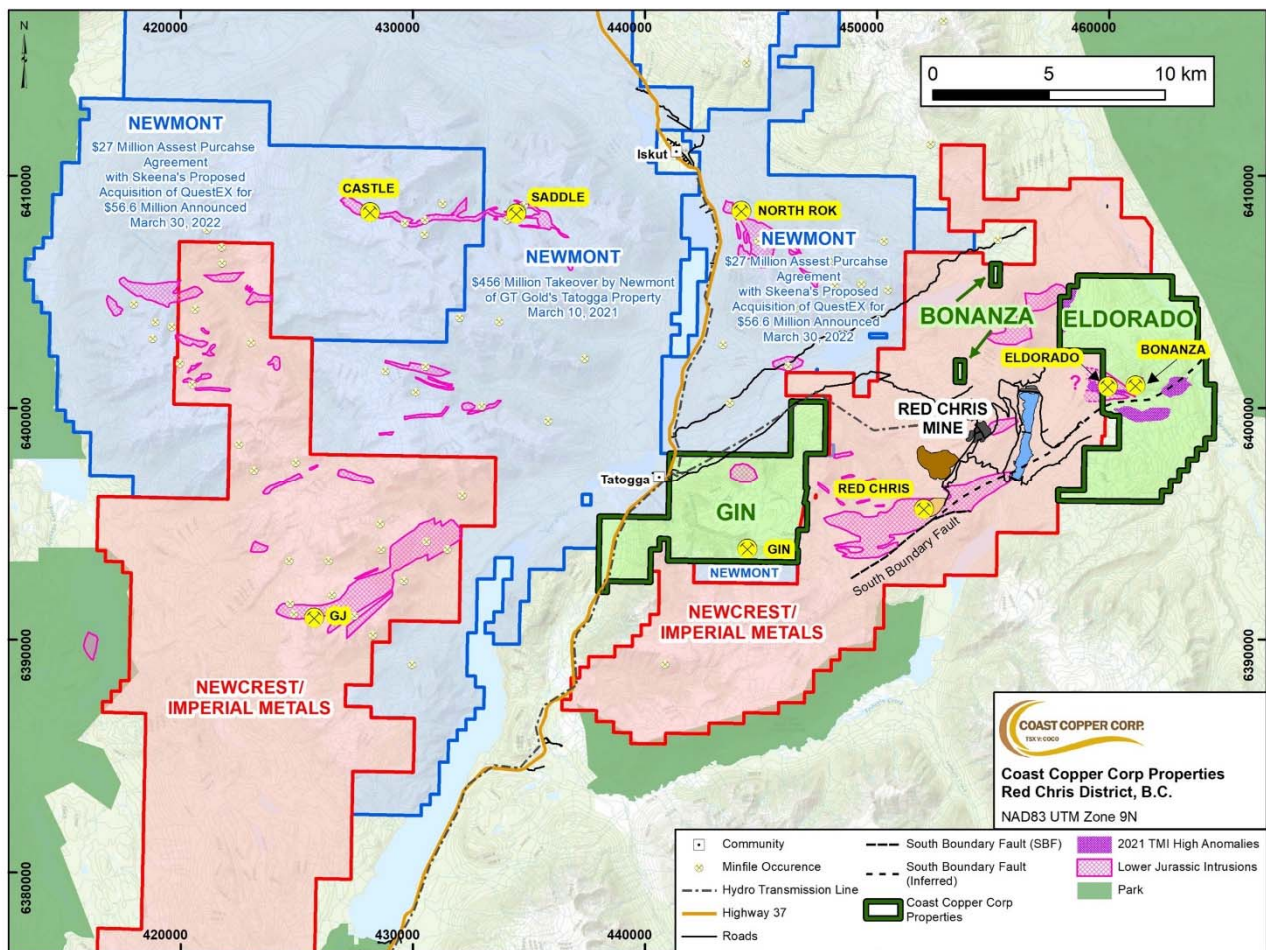 420000
430000
440000
450000
460000
N
0 5 10 km
NEWMONT
$27 Million Assest Purcahse
Agreement
with Skeena's Proposed
Acquisition of QuestEX for
$56.6 Million Announced
March 30, 2022
Iskut
6410000
6410000
CASTLE
SADDLE
NORTH ROK
NEWMONT
$456 Million Takeover by Newmont
of GT Gold's Tatogga Property
March 10, 2021
NEWMONT
$27 Million Assest Purcahse
Agreement
with Skeena's Proposed
Acquisition of QuestEX for
$56.6 Million Announced
March 30, 2022
BONANZA
ELDORADO
ELDORADO
BONANZA
?
6400000
6400000
RED CHRIS
MINE
Tatogga
RED CHRIS
GIN
GIN
NEWMONT
South Boundary Fault
GJ
NEWCREST/
IMPERIAL METALS
6390000
6390000
NEWCREST/
IMPERIAL METALS
COAST COPPER CORP.
TSX V: COCO
Coast Copper Corp Properties
Red Chris District, B.C.
NAD83 UTM Zone 9N
Community
Minfile Occurence
Hydro Transmission Line
Highway 37
Roads
South Boundary Fault (SBF)
South Boundary Fault
(Inferred)
Coast Copper Corp
Properties
2021 TMI High Anomalies
Lower Jurassic Intrusions
Park
6380000
420000
430000
440000